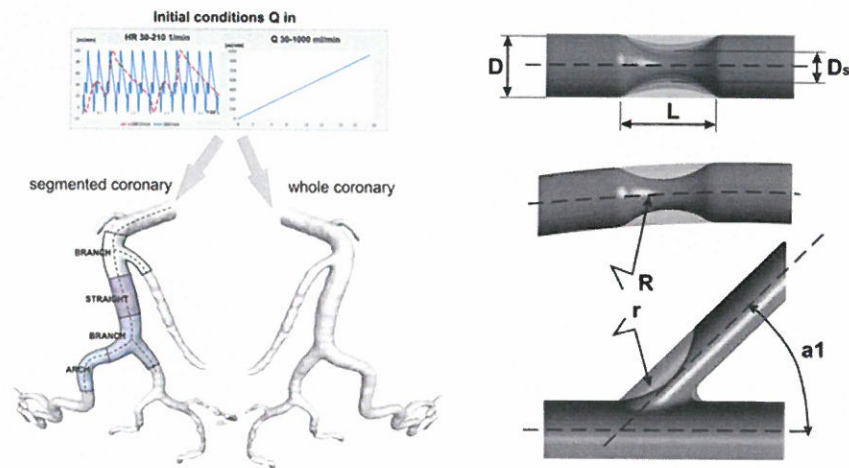 Initial conditions Q in
HR 30-210 1/min
Q 30-1000 ml/min
segmented coronary
whole coronary
BRANCH
STRAIGHT
BRANCH
ARCH
D
Ds
L
R
r
a1